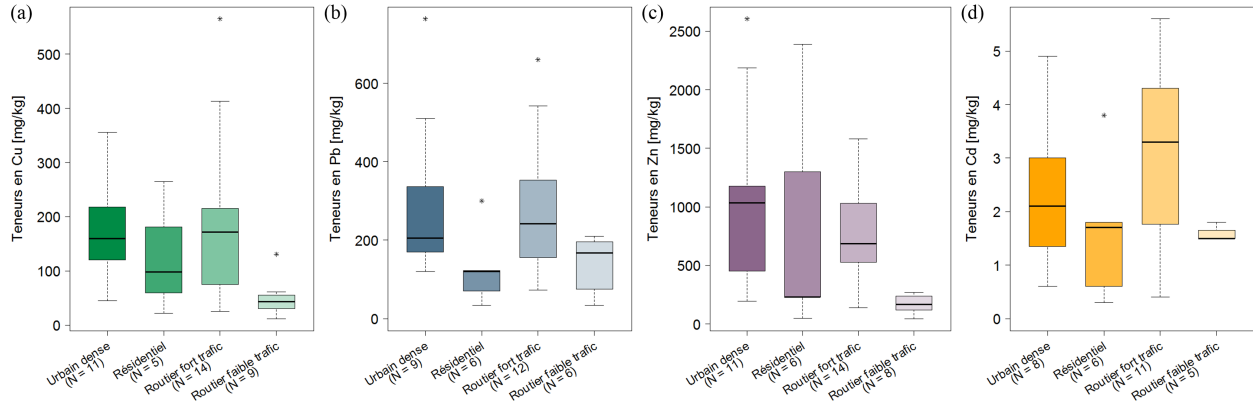 (a)
Teneurs en Cu [mg/kg]
500
400
300
200
100
0
Urbain dense
(N = 11)
Résidentiel
(N = 5)
Routier fort trafic
(N = 14)
Routier faible trafic
(N = 9)
(b)
Teneurs en Pb [mg/kg]
600
400
200
0
Urbain dense
(N = 9)
Résidentiel
(N = 6)
Routier fort trafic
(N = 12)
Routier faible trafic
(N = 6)
(c)
Teneurs en Zn [mg/kg]
2500
2000
1500
1000
500
0
Urbain dense
(N = 11)
Résidentiel
(N = 6)
Routier fort trafic
(N = 14)
Routier faible trafic
(N = 8)
(d)
Teneurs en Cd [mg/kg]
5
4
3
2
1
0
Urbain dense
(N = 8)
Résidentiel
(N = 6)
Routier fort trafic
(N = 11)
Routier faible trafic
(N = 5)